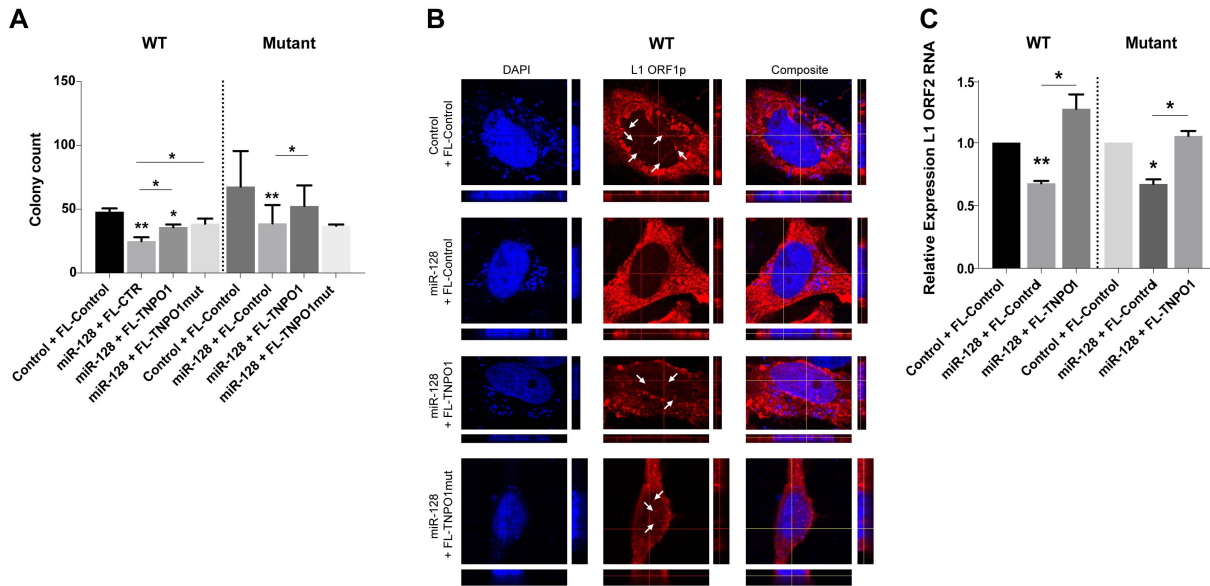 A
WT
Mutant
Colony count
150
100
50
0
**
*
*
*
**
*
Control + FL-Control
miR-128 + FL-CTR
miR-128 + FL-TNPO1
miR-128 + FL-TNPO1mut
Control + FL-Control
miR-128 + FL-Control
miR-128 + FL-TNPO1
miR-128 + FL-TNPO1mut
B
WT
DAPI
L1 ORF1p
Composite
Control
+ FL-Control
miR-128
+ FL-Control
miR-128
+ FL-TNPO1
miR-128
+ FL-TNPO1mut
C
WT
Mutant
Relative Expression L1 ORF2 RNA
1.5
1.0
0.5
0.0
**
*
*
*
Control + FL-Control
miR-128 + FL-Control
miR-128 + FL-TNPO1
Control + FL-Control
miR-128 + FL-Control
miR-128 + FL-TNPO1